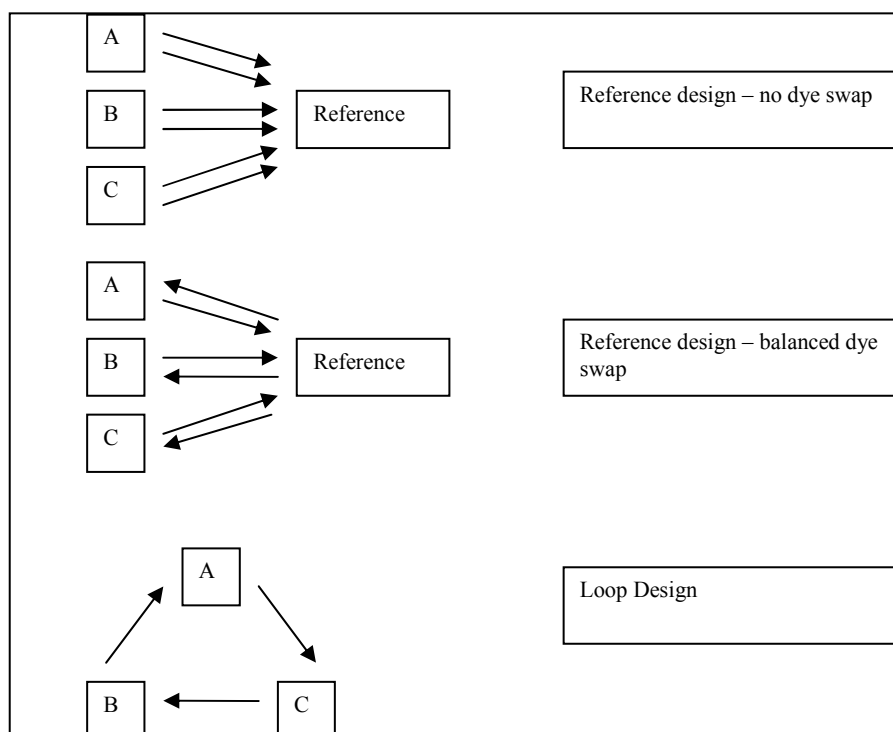 A
B
Reference
Reference design – no dye swap
C
A
B
Reference
Reference design – balanced dye
swap
C
A
Loop Design
B
C